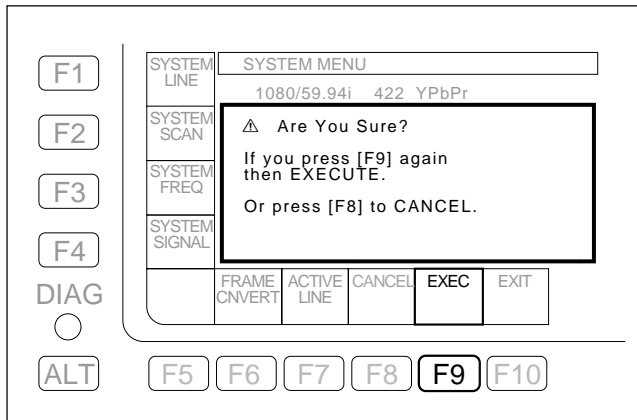 F1
F2
F3
F4
DIAG
ALT
SYSTEM
LINE
SYSTEM
SCAN
SYSTEM
FREQ
SYSTEM
SIGNAL
SYSTEM MENU
1080/59.94i 422 YPbPr
⚠ Are You Sure?
If you press [F9] again
then EXECUTE.
Or press [F8] to CANCEL.
FRAME
CNVERT
ACTIVE
LINE
CANCEL
EXEC
EXIT
F5
F6
F7
F8
F9
F10